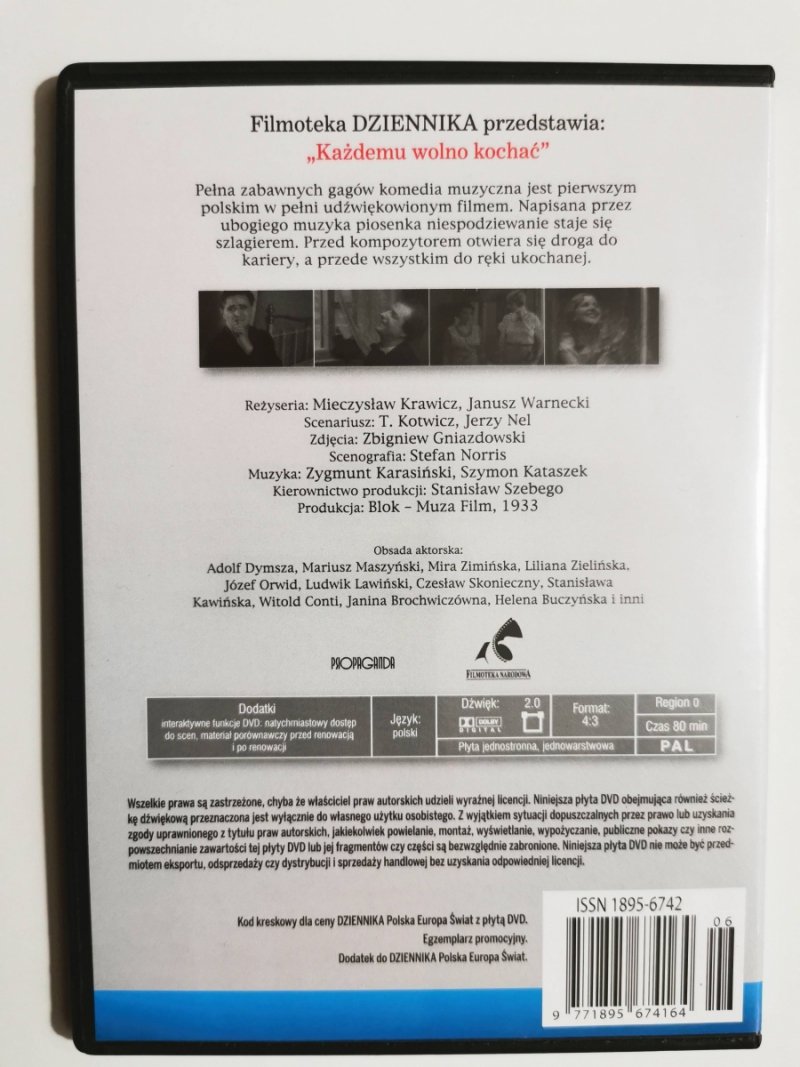 Filmoteka DZIENNIKA przedstawia:
„Każdemu wolno kochać”
Pełna zabawnych gagów komedia muzyczna jest pierwszym
polskim w pełni udźwiękowionym filmem. Napisana przez
ubogiego muzyka piosenka niespodziewanie staje się
szlagierem. Przed kompozytorem otwiera się droga do
kariery, a przede wszystkim do ręki ukochanej.
Reżyseria: Mieczysław Krawicz, Janusz Warnecki
Scenariusz: T. Kotwicz, Jerzy Nel
Zdjęcia: Zbigniew Gniazdowski
Scenografia: Stefan Norris
Muzyka: Zygmunt Karasiński, Szymon Kataszek
Kierownictwo produkcji: Stanisław Szebego
Produkcja: Blok – Muza Film, 1933
Obsada aktorska:
Adolf Dymsza, Mariusz Maszyński, Mira Zimińska, Liliana Zielińska,
Józef Orwid, Ludwik Lawiński, Czesław Skonieczny, Stanisława
Kawińska, Witold Conti, Janina Brochwiczówna, Helena Buczyńska i inni
PROPAGANDA
FILMOTEKA NARODOWA
Dodatki
interaktywne funkcje DVD: natychmiastowy dostęp
do scen, materiał porównawczy przed renowacją
i po renowacji
Język:
polski
Dźwięk: 2.0
DOLBY
DIGITAL
Format:
4:3
Płyta jednostronna, jednowarstwowa
Region 0
Czas 80 min
PAL
Wszelkie prawa są zastrzeżone, chyba że właściciel praw autorskich udzieli wyraźnej licencji. Niniejsza płyta DVD obejmująca również ścież-
kę dźwiękową przeznaczona jest wyłącznie do własnego użytku osobistego. Z wyjątkiem sytuacji dopuszczalnych przez prawo lub uzyskania
zgody uprawnionego z tytułu praw autorskich, jakiekolwiek powielanie, montaż, wyświetlanie, wypożyczanie, publiczne pokazy czy inne roz-
powszechnianie zawartości tej płyty DVD lub jej fragmentów czy części są bezwzględnie zabronione. Niniejsza płyta DVD nie może być przed-
miotem eksportu, odsprzedaży czy dystrybucji i sprzedaży handlowej bez uzyskania odpowiedniej licencji.
Kod kreskowy dla ceny DZIENNIKA Polska Europa Świat z płytą DVD.
Egzemplarz promocyjny.
Dodatek do DZIENNIKA Polska Europa Świat.
ISSN 1895-6742
06
9 771895 674164